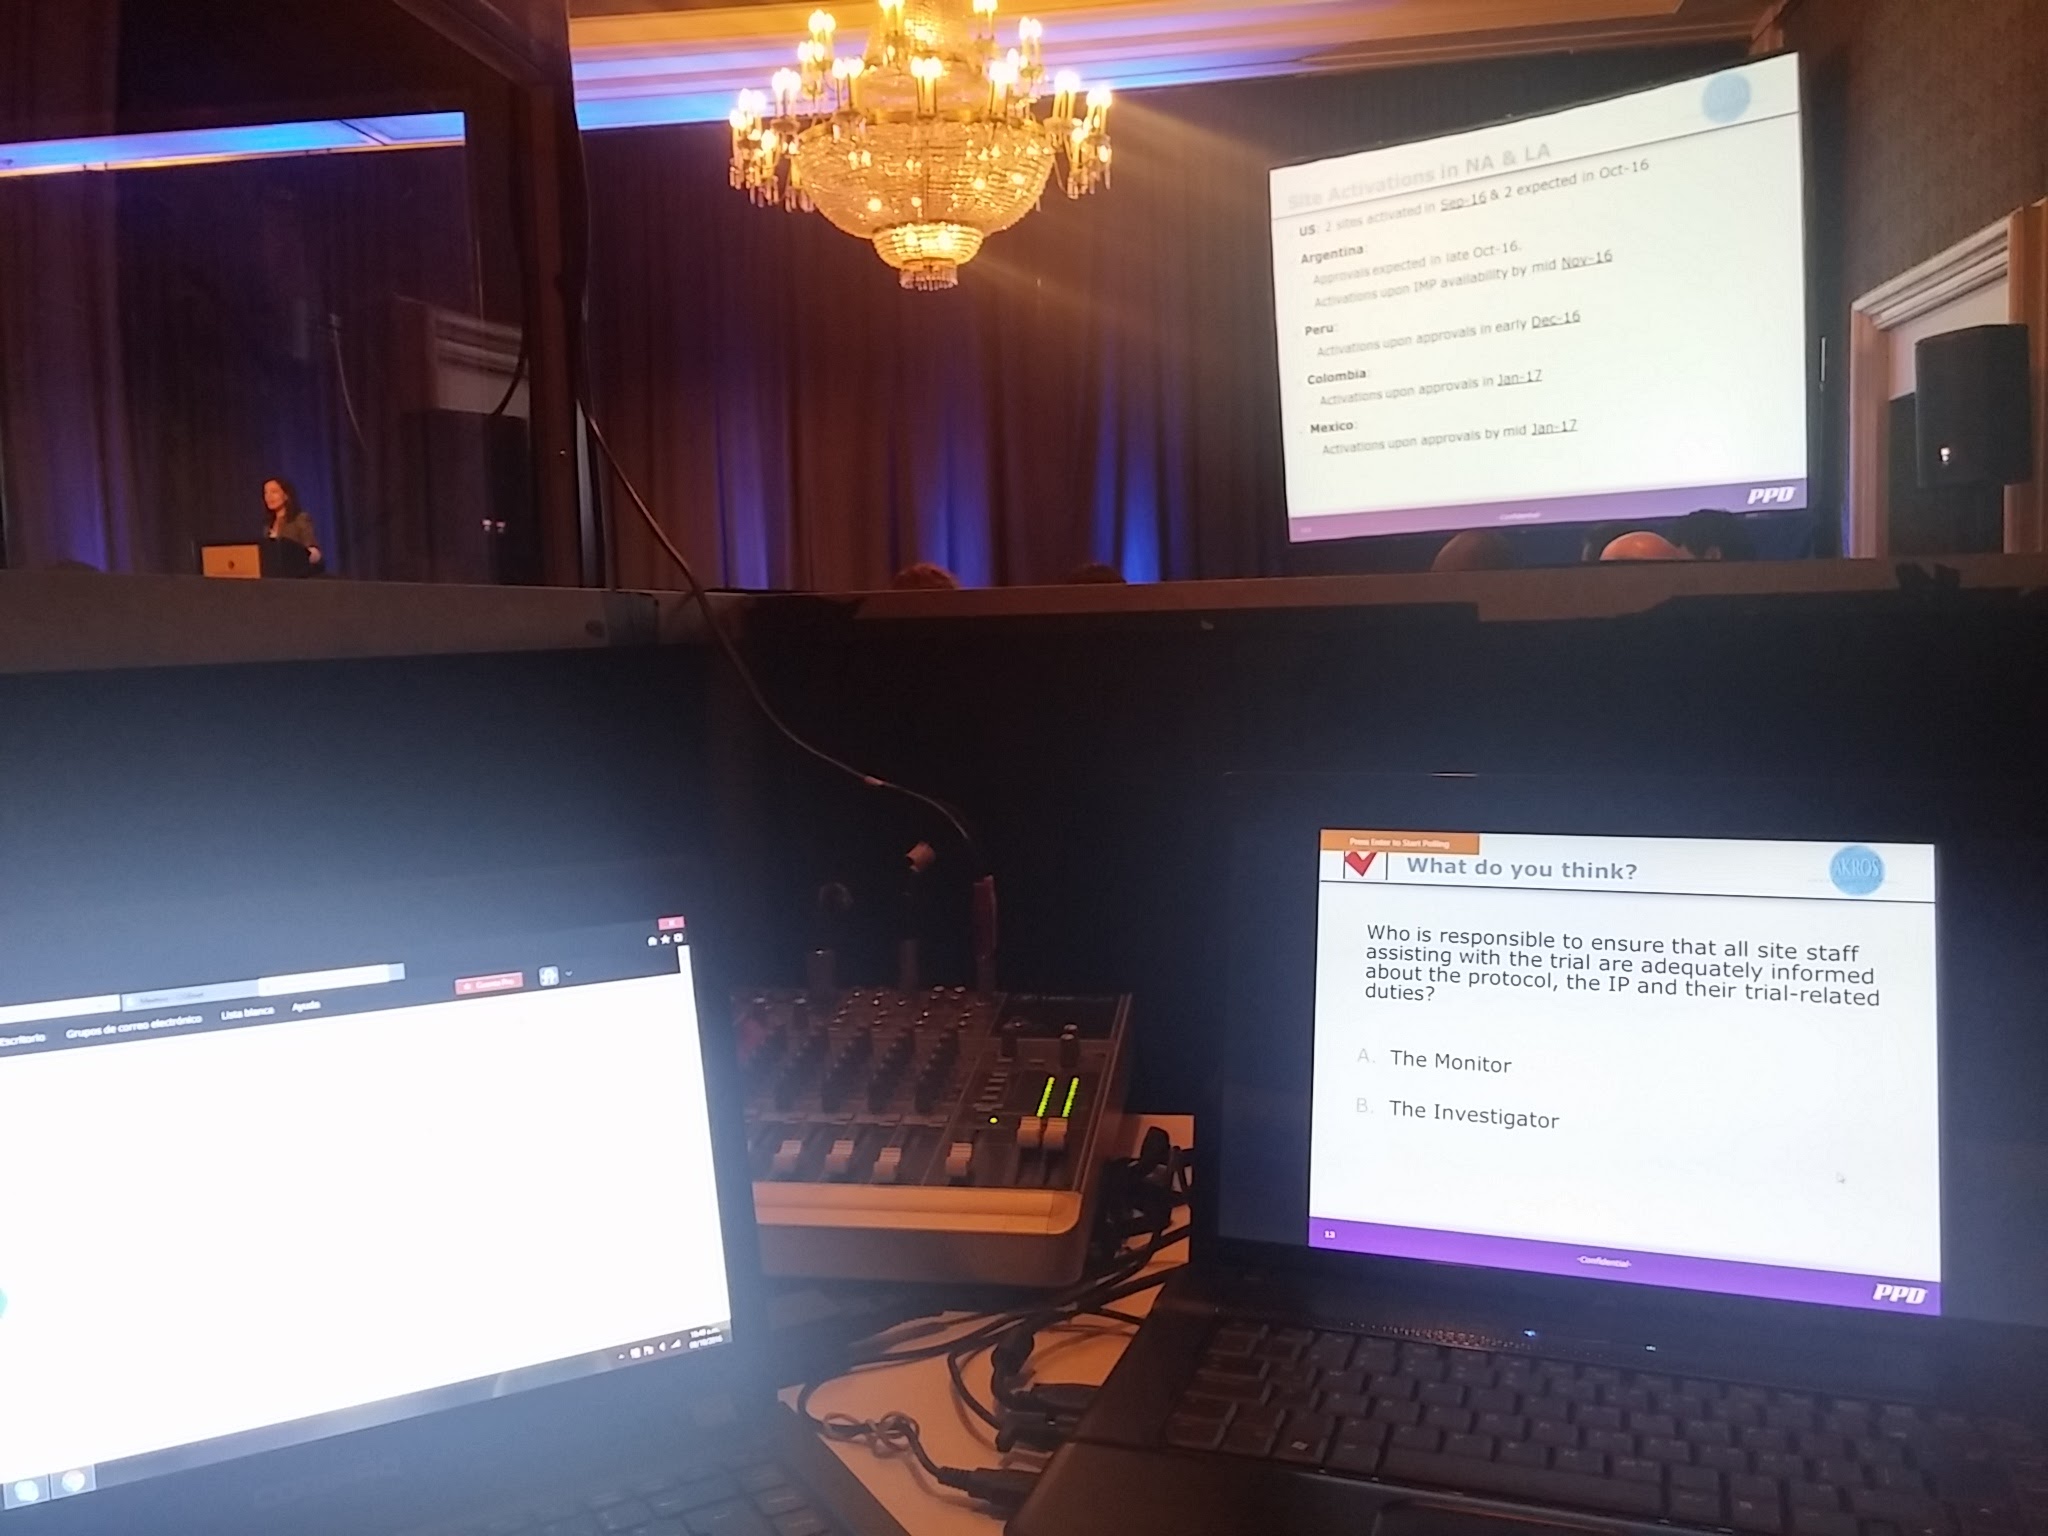 Site Activations in NA & LA
US: 2 sites activated in Sep-16 & 2 expected in Oct-16
Argentina:
Approvals expected in late Oct-16.
Activations upon IMP availability by mid Nov-16
Peru:
Activations upon approvals in early Dec-16
Colombia:
Activations upon approvals in Jan-17
Mexico:
Activations upon approvals by mid Jan-17
-Confidential-
PPD
Escritorio Grupos de correo electrónico Lista blanca Ayuda
Press Enter to Start Polling
What do you think?
AKROS
Who is responsible to ensure that all site staff
assisting with the trial are adequately informed
about the protocol, the IP and their trial-related
duties?
A. The Monitor
B. The Investigator
13
-Confidential-
PPD